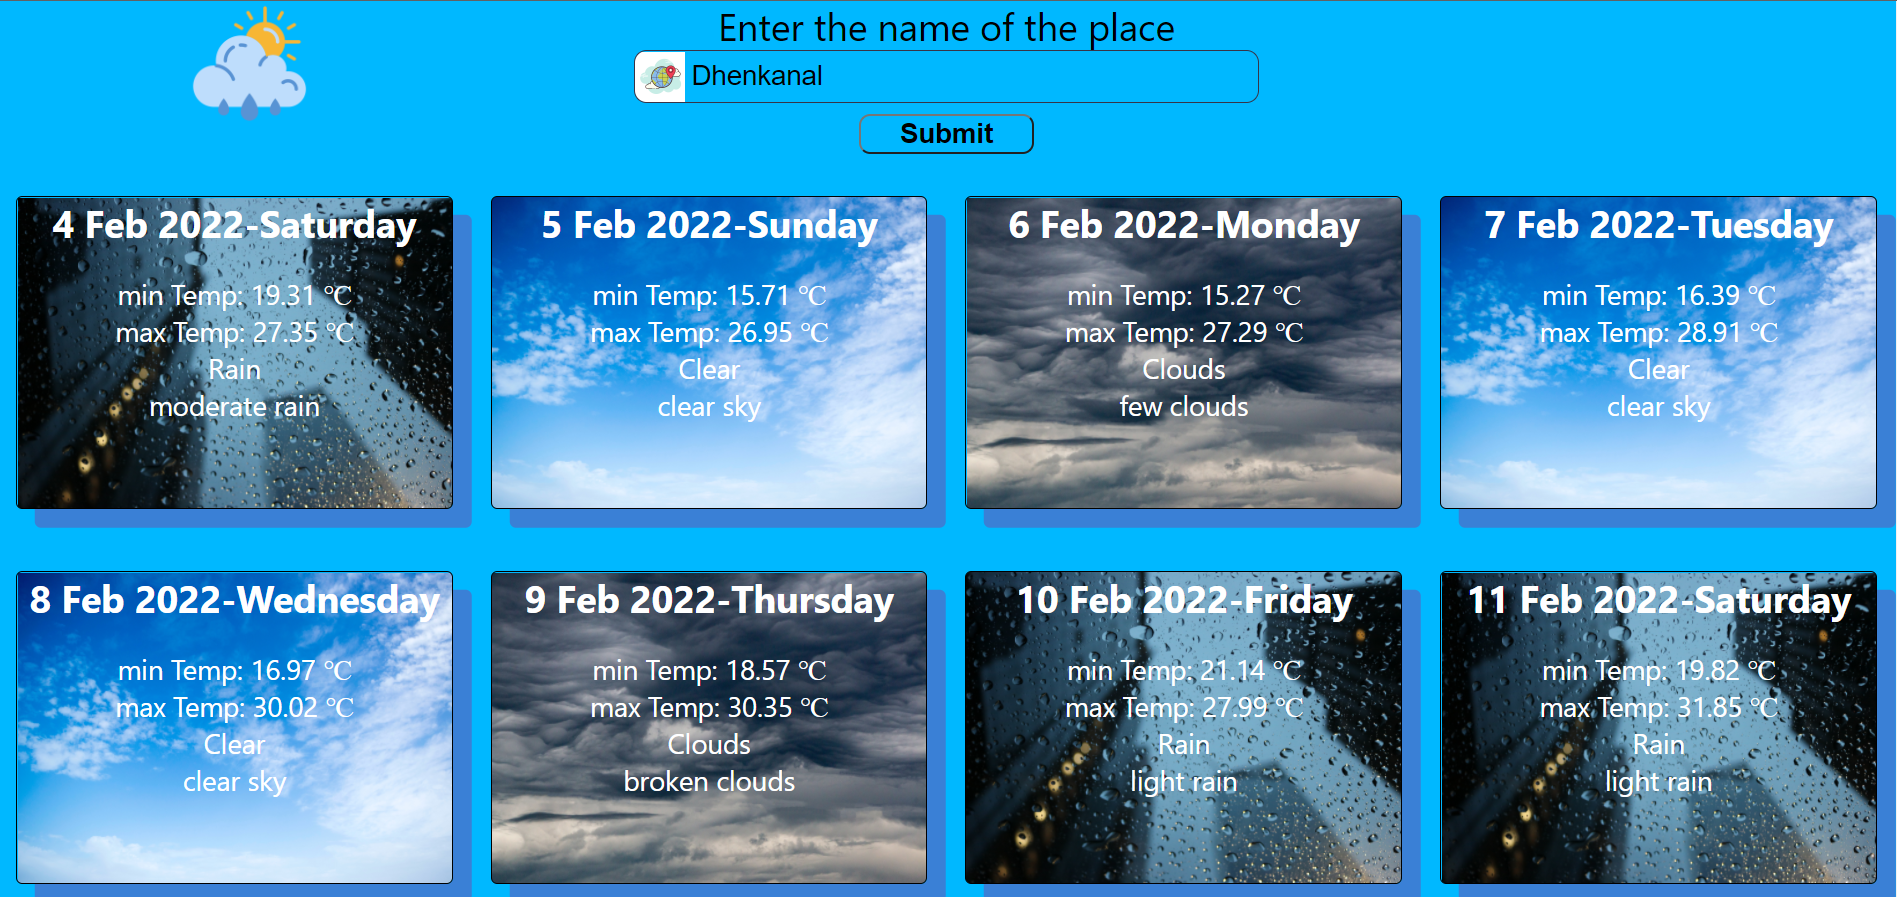 Enter the name of the place
Dhenkanal
Submit
4 Feb 2022-Saturday
min Temp: 19.31 ℃
max Temp: 27.35 ℃
Rain
moderate rain
5 Feb 2022-Sunday
min Temp: 15.71 ℃
max Temp: 26.95 ℃
Clear
clear sky
6 Feb 2022-Monday
min Temp: 15.27 ℃
max Temp: 27.29 ℃
Clouds
few clouds
7 Feb 2022-Tuesday
min Temp: 16.39 ℃
max Temp: 28.91 ℃
Clear
clear sky
8 Feb 2022-Wednesday
min Temp: 16.97 ℃
max Temp: 30.02 ℃
Clear
clear sky
9 Feb 2022-Thursday
min Temp: 18.57 ℃
max Temp: 30.35 ℃
Clouds
broken clouds
10 Feb 2022-Friday
min Temp: 21.14 ℃
max Temp: 27.99 ℃
Rain
light rain
11 Feb 2022-Saturday
min Temp: 19.82 ℃
max Temp: 31.85 ℃
Rain
light rain